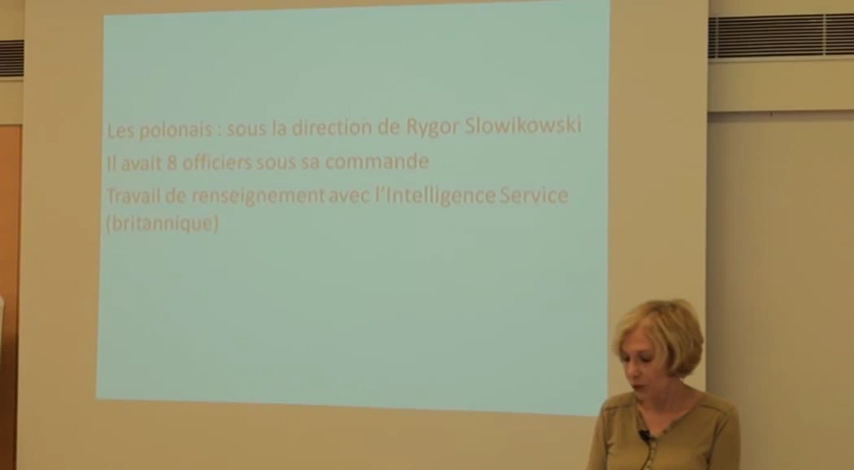 Les polonais : sous la direction de Rygor Slowikowski
Il avait 8 officiers sous sa commande
Travail de renseignement avec l'Intelligence Service
(britannique)